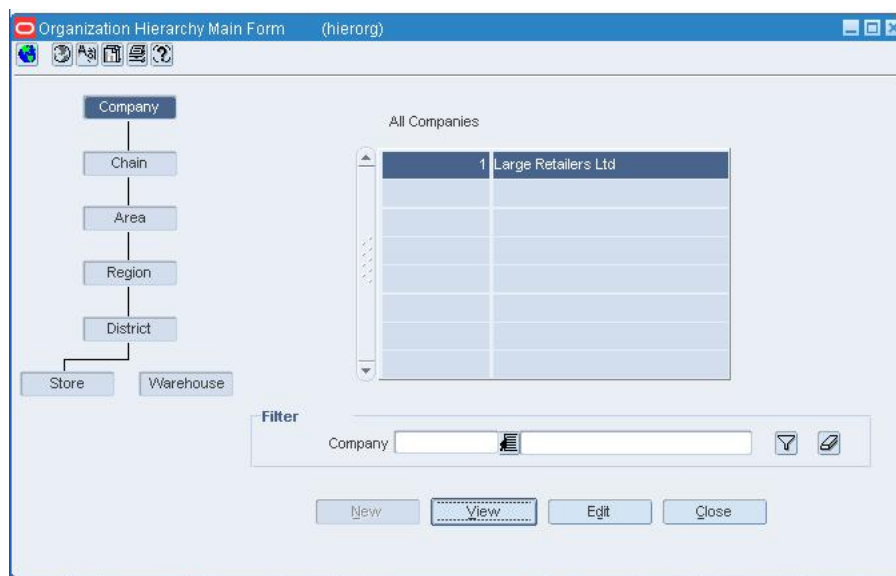 Organization Hierarchy Main Form (hierorg)
Company
All Companies
Chain
1 Large Retailers Ltd
Area
Region
District
Store Warehouse
Filter
Company
New View Edit Close